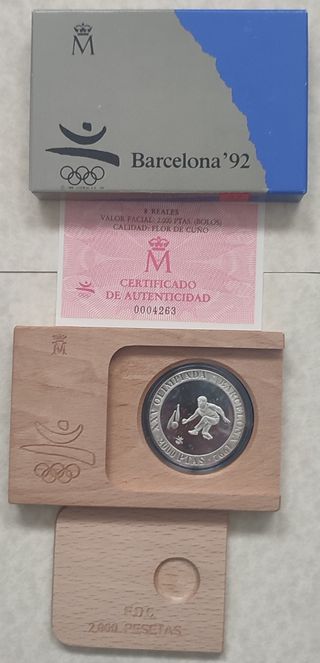 M
Barcelona'92
8 REALES
VALOR FACIAL: 2.000 PTAS (BOLOS)
CALIDAD: FLOR DE CUÑO
M
CERTIFICADO
DE AUTENTICIDAD
0004263
M
XXV OLIMPIADA BARCELONA
2000 PTAS 1992
F.D.C.
2.000 PESETAS